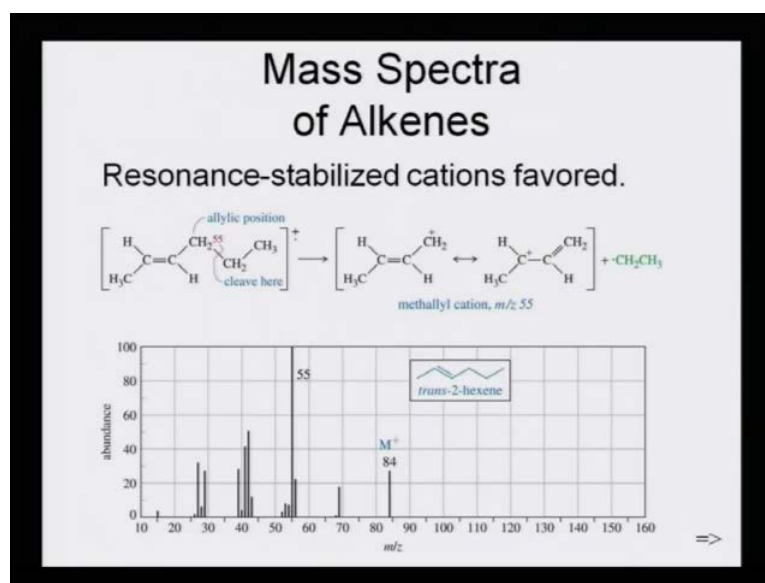 Mass Spectra
of Alkenes
Resonance-stabilized cations favored.
allylic position
H CH₂ 55 CH₃ +· H +CH₂ H CH₂
C=C CH₂ C=C ↔ C+–C
H₃C H cleave here H₃C H H₃C H + ·CH₂CH₃
methallyl cation, m/z 55
100
80
60
40
20
0
abundance
55
trans-2-hexene
M+
84
10 20 30 40 50 60 70 80 90 100 110 120 130 140 150 160
m/z
=>